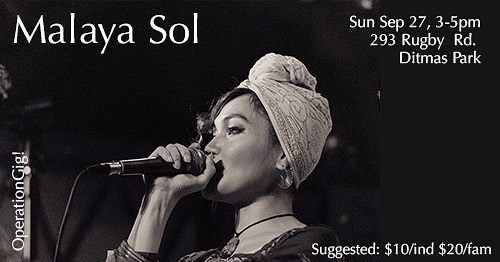 Malaya Sol
Sun Sep 27, 3-5pm
293 Rugby Rd.
Ditmas Park
OperationGig!
Suggested: $10/ind $20/fam